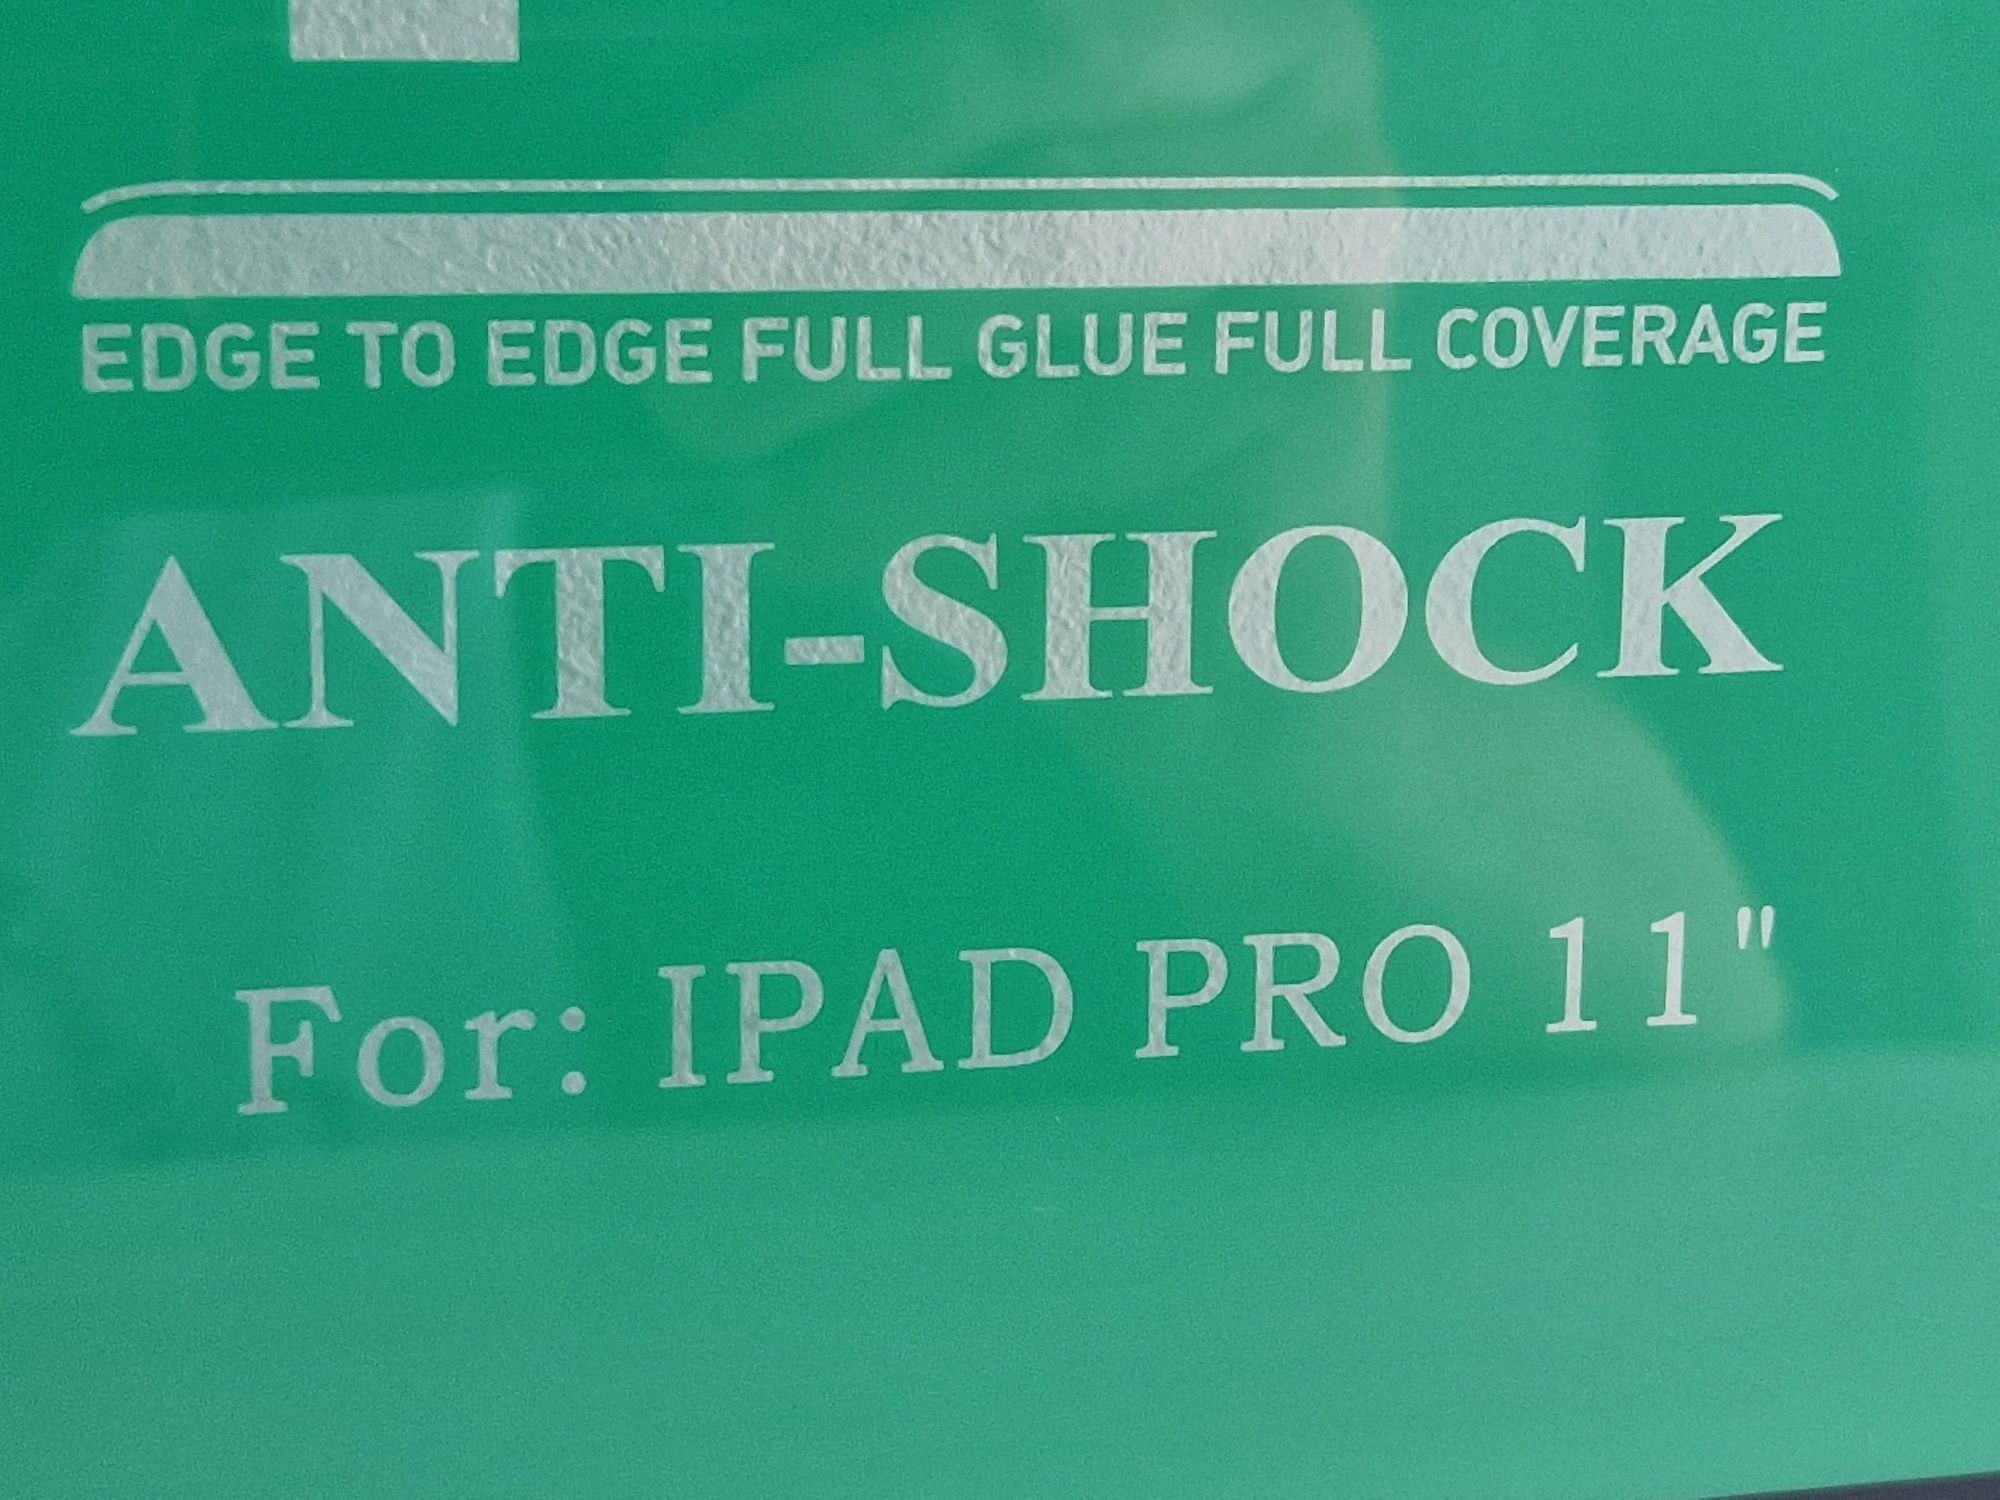 EDGE TO EDGE FULL GLUE FULL COVERAGE
ANTI-SHOCK
For: IPAD PRO 11"